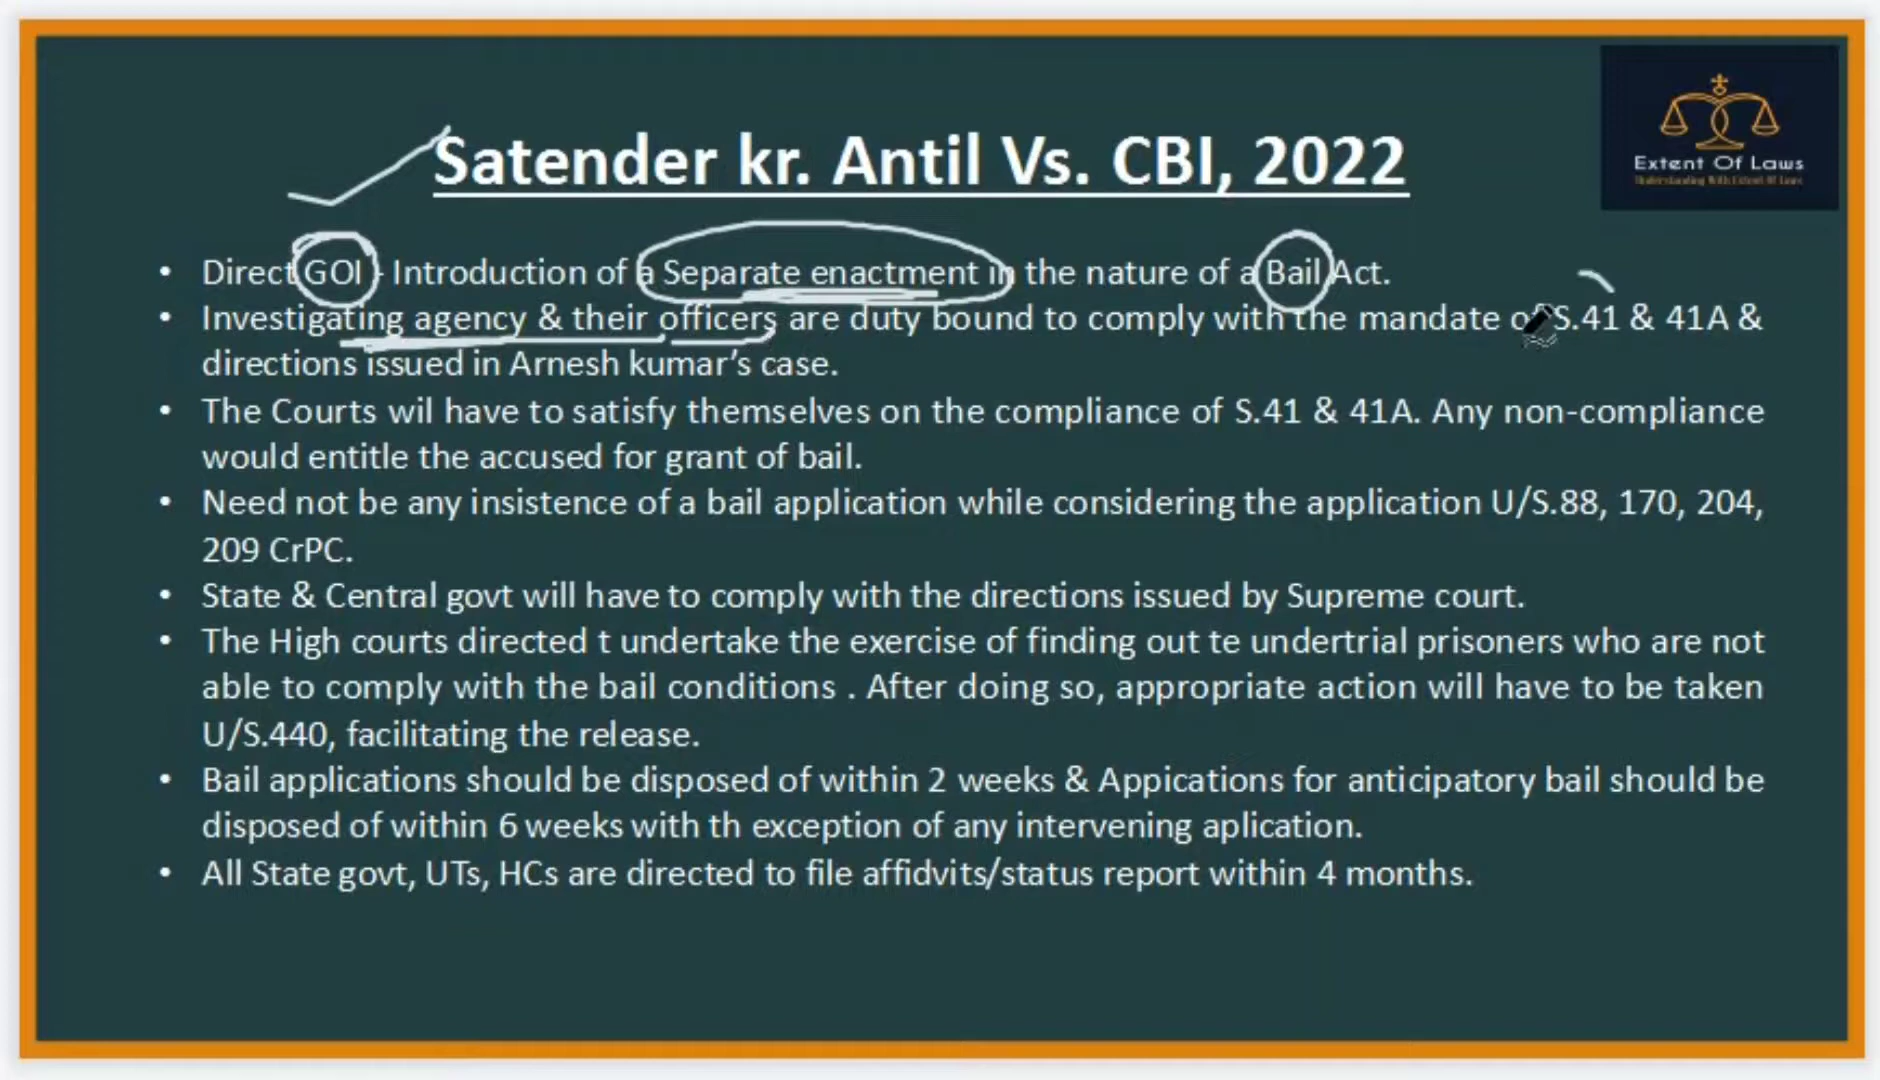 Extent Of Laws
Understanding With Extent Of Laws
Satender kr. Antil Vs. CBI, 2022
• Direct GOI - Introduction of a Separate enactment in the nature of a Bail Act.
• Investigating agency & their officers are duty bound to comply with the mandate of S.41 & 41A &
directions issued in Arnesh kumar’s case.
• The Courts wil have to satisfy themselves on the compliance of S.41 & 41A. Any non-compliance
would entitle the accused for grant of bail.
• Need not be any insistence of a bail application while considering the application U/S.88, 170, 204,
209 CrPC.
• State & Central govt will have to comply with the directions issued by Supreme court.
• The High courts directed t undertake the exercise of finding out te undertrial prisoners who are not
able to comply with the bail conditions . After doing so, appropriate action will have to be taken
U/S.440, facilitating the release.
• Bail applications should be disposed of within 2 weeks & Appications for anticipatory bail should be
disposed of within 6 weeks with th exception of any intervening aplication.
• All State govt, UTs, HCs are directed to file affidvits/status report within 4 months.